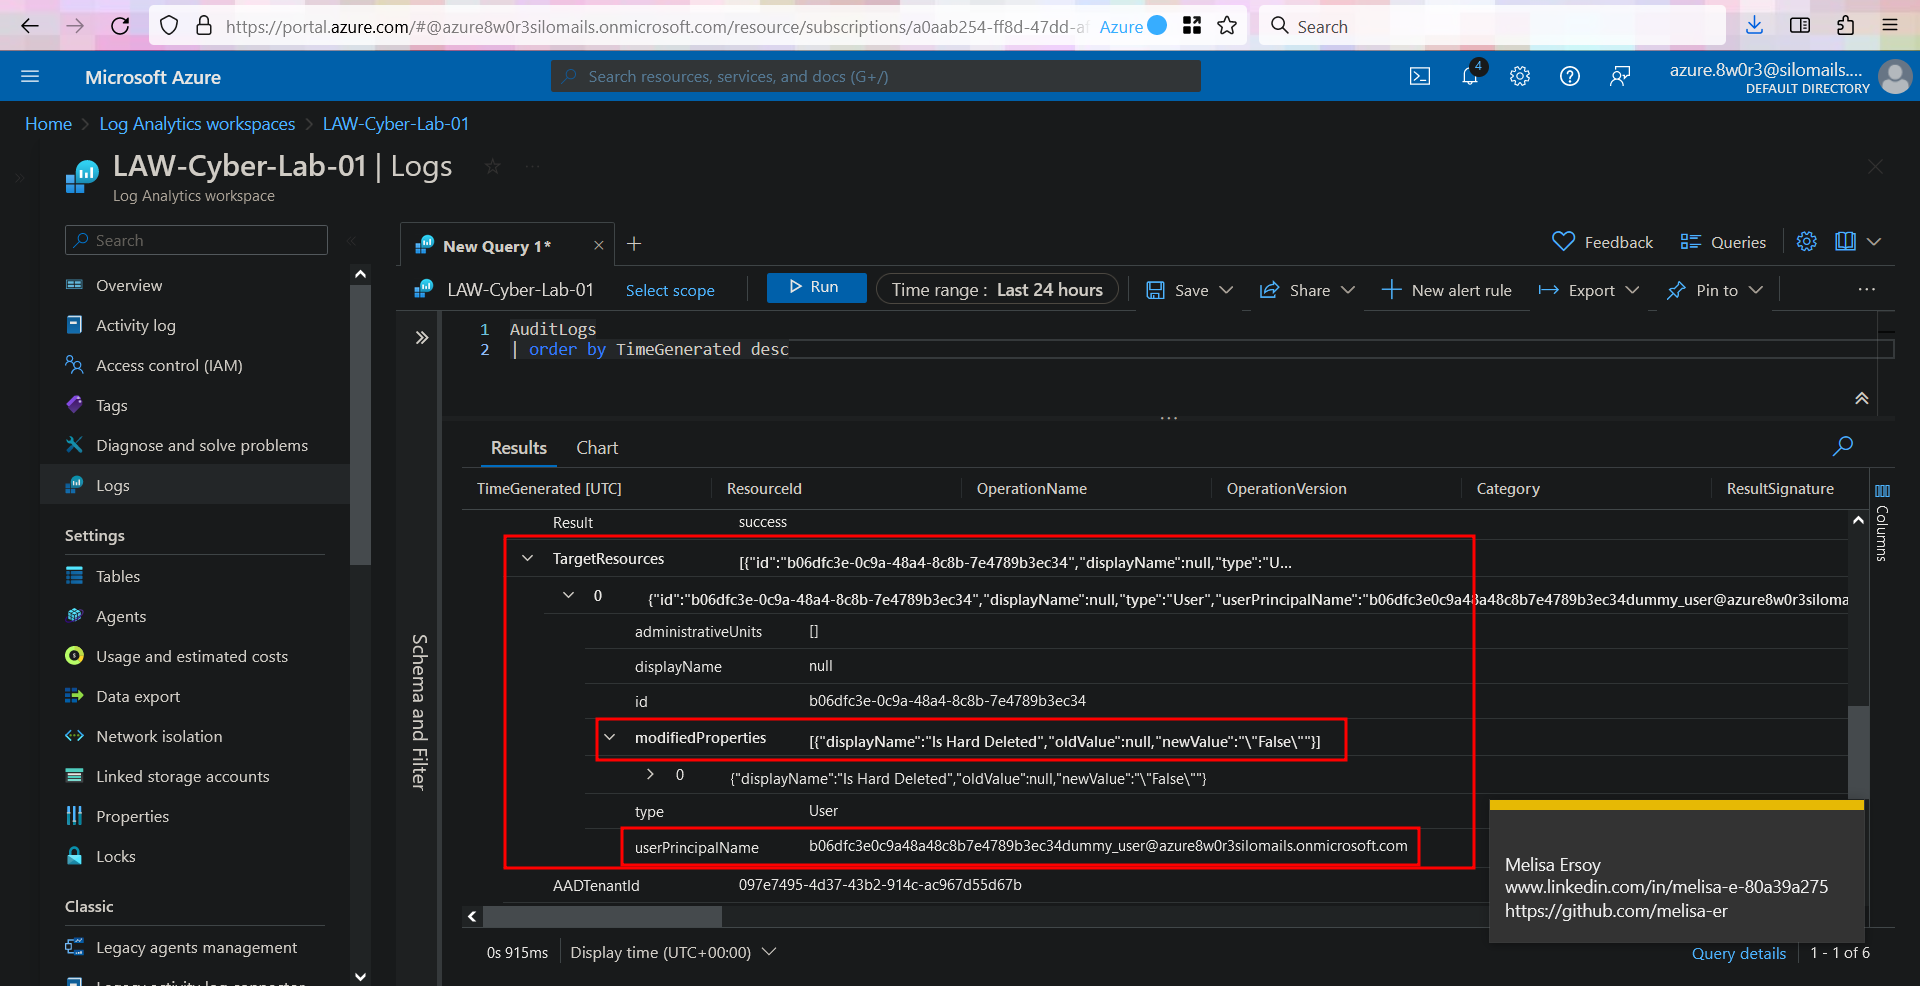 https://portal.azure.com/#@azure8w0r3silomails.onmicrosoft.com/resource/subscriptions/a0aab254-ff8d-47dd-af
Azure
Search
Microsoft Azure
Search resources, services, and docs (G+/)
4
azure.8w0r3@silomails....
DEFAULT DIRECTORY
Home > Log Analytics workspaces > LAW-Cyber-Lab-01
LAW-Cyber-Lab-01 | Logs
Log Analytics workspace
Search
Overview
Activity log
Access control (IAM)
Tags
Diagnose and solve problems
Logs
Settings
Tables
Agents
Usage and estimated costs
Data export
Network isolation
Linked storage accounts
Properties
Locks
Classic
Legacy agents management
Legacy activity log connector
New Query 1*
Feedback
Queries
LAW-Cyber-Lab-01
Select scope
Run
Time range : Last 24 hours
Save
Share
New alert rule
Export
Pin to
1 AuditLogs
2 | order by TimeGenerated desc
Schema and Filter
Results
Chart
TimeGenerated [UTC] ResourceId OperationName OperationVersion Category ResultSignature
Columns
Result success
TargetResources [{"id":"b06dfc3e-0c9a-48a4-8c8b-7e4789b3ec34","displayName":null,"type":"U...
0 {"id":"b06dfc3e-0c9a-48a4-8c8b-7e4789b3ec34","displayName":null,"type":"User","userPrincipalName":"b06dfc3e0c9a48a48c8b7e4789b3ec34dummy_user@azure8w0r3siloma
administrativeUnits []
displayName null
id b06dfc3e-0c9a-48a4-8c8b-7e4789b3ec34
modifiedProperties [{"displayName":"Is Hard Deleted","oldValue":null,"newValue":"\"False\""}]
0 {"displayName":"Is Hard Deleted","oldValue":null,"newValue":"\"False\""}
type User
userPrincipalName b06dfc3e0c9a48a48c8b7e4789b3ec34dummy_user@azure8w0r3silomails.onmicrosoft.com
AADTenantId 097e7495-4d37-43b2-914c-ac967d55d67b
Melisa Ersoy
www.linkedin.com/in/melisa-e-80a39a275
https://github.com/melisa-er
0s 915ms
Display time (UTC+00:00)
Query details
1 - 1 of 6